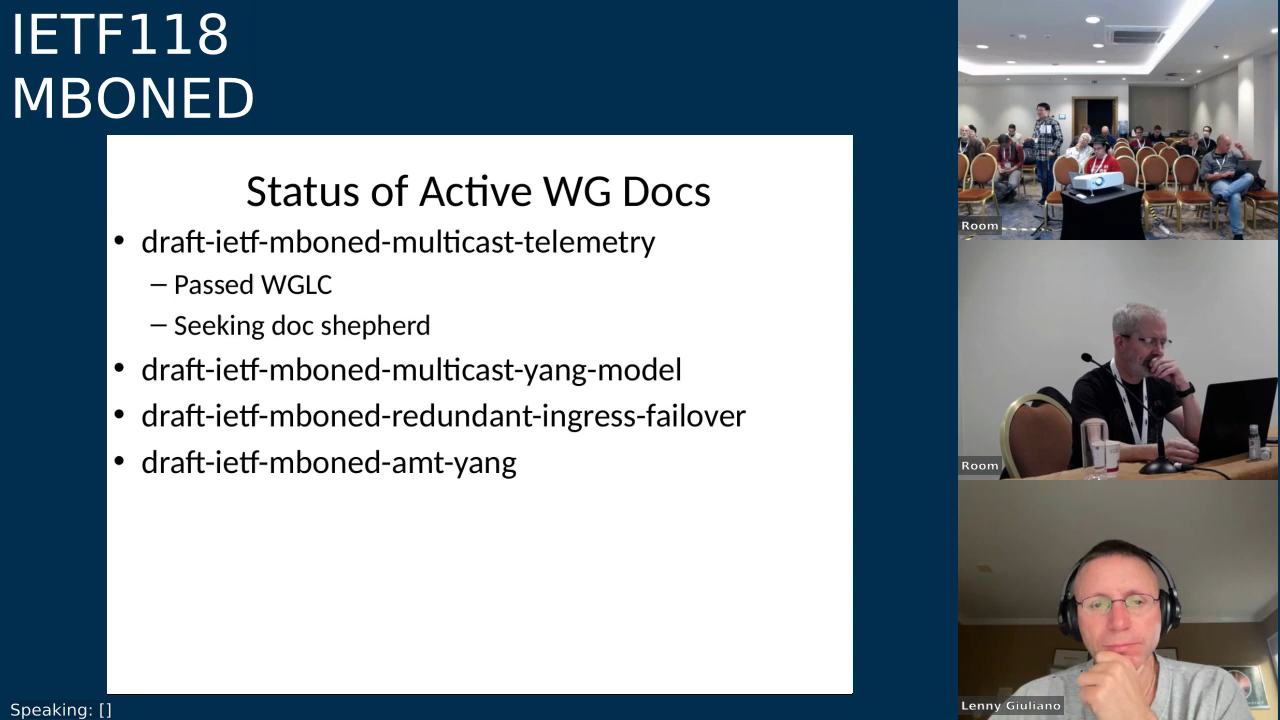 IETF118
MBONED
Status of Active WG Docs
• draft-ietf-mboned-multicast-telemetry
– Passed WGLC
– Seeking doc shepherd
• draft-ietf-mboned-multicast-yang-model
• draft-ietf-mboned-redundant-ingress-failover
• draft-ietf-mboned-amt-yang
Speaking: []
Room
Room
Lenny Giuliano